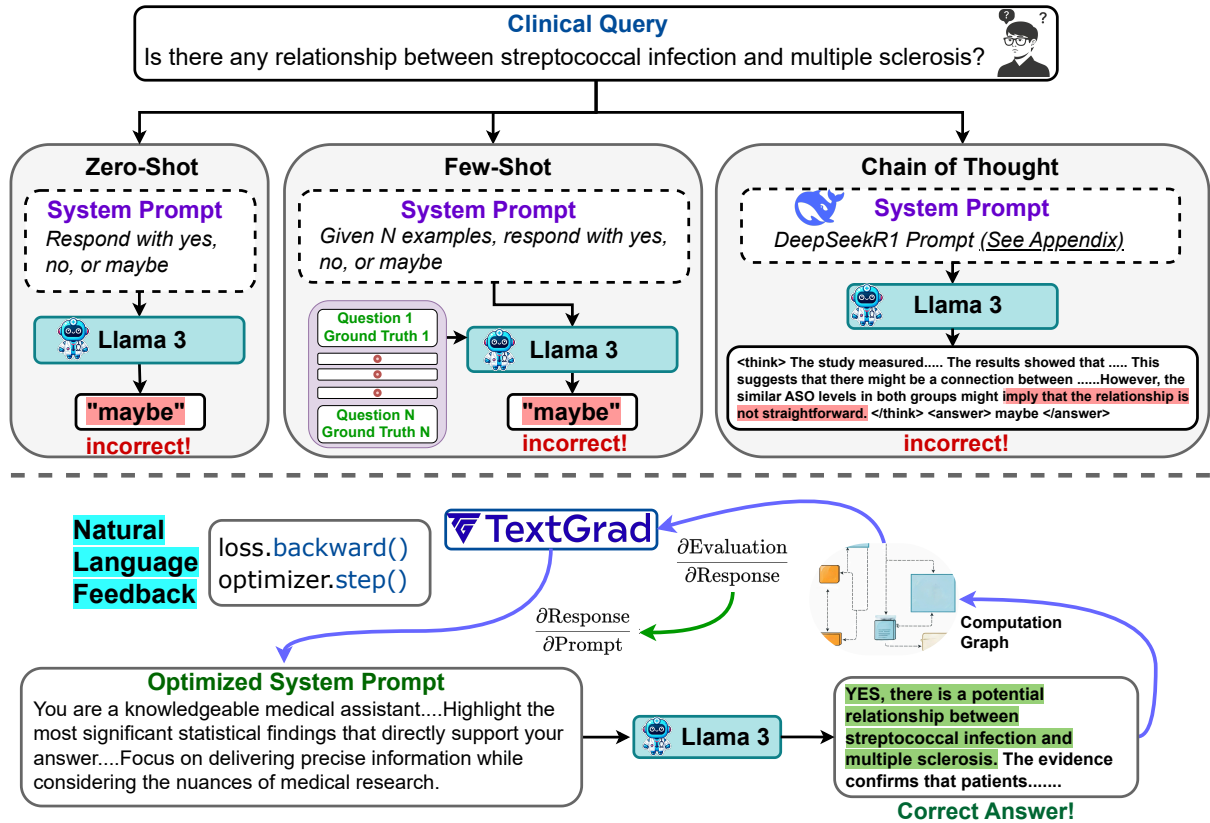 Clinical Query
Is there any relationship between streptococcal infection and multiple sclerosis?
? ?
Zero-Shot
System Prompt
Respond with yes,
no, or maybe
Llama 3
"maybe"
incorrect!
Few-Shot
System Prompt
Given N examples, respond with yes,
no, or maybe
Question 1
Ground Truth 1
Question N
Ground Truth N
Llama 3
"maybe"
incorrect!
Chain of Thought
System Prompt
DeepSeekR1 Prompt (See Appendix)
Llama 3
<think> The study measured..... The results showed that ..... This
suggests that there might be a connection between ......However, the
similar ASO levels in both groups might imply that the relationship is
not straightforward. </think> <answer> maybe </answer>
incorrect!
Natural
Language
Feedback
loss.backward()
optimizer.step()
TextGrad
∂Evaluation
∂Response
∂Response
∂Prompt
Computation
Graph
Optimized System Prompt
You are a knowledgeable medical assistant....Highlight the
most significant statistical findings that directly support your
answer....Focus on delivering precise information while
considering the nuances of medical research.
Llama 3
YES, there is a potential
relationship between
streptococcal infection and
multiple sclerosis. The evidence
confirms that patients.......
Correct Answer!